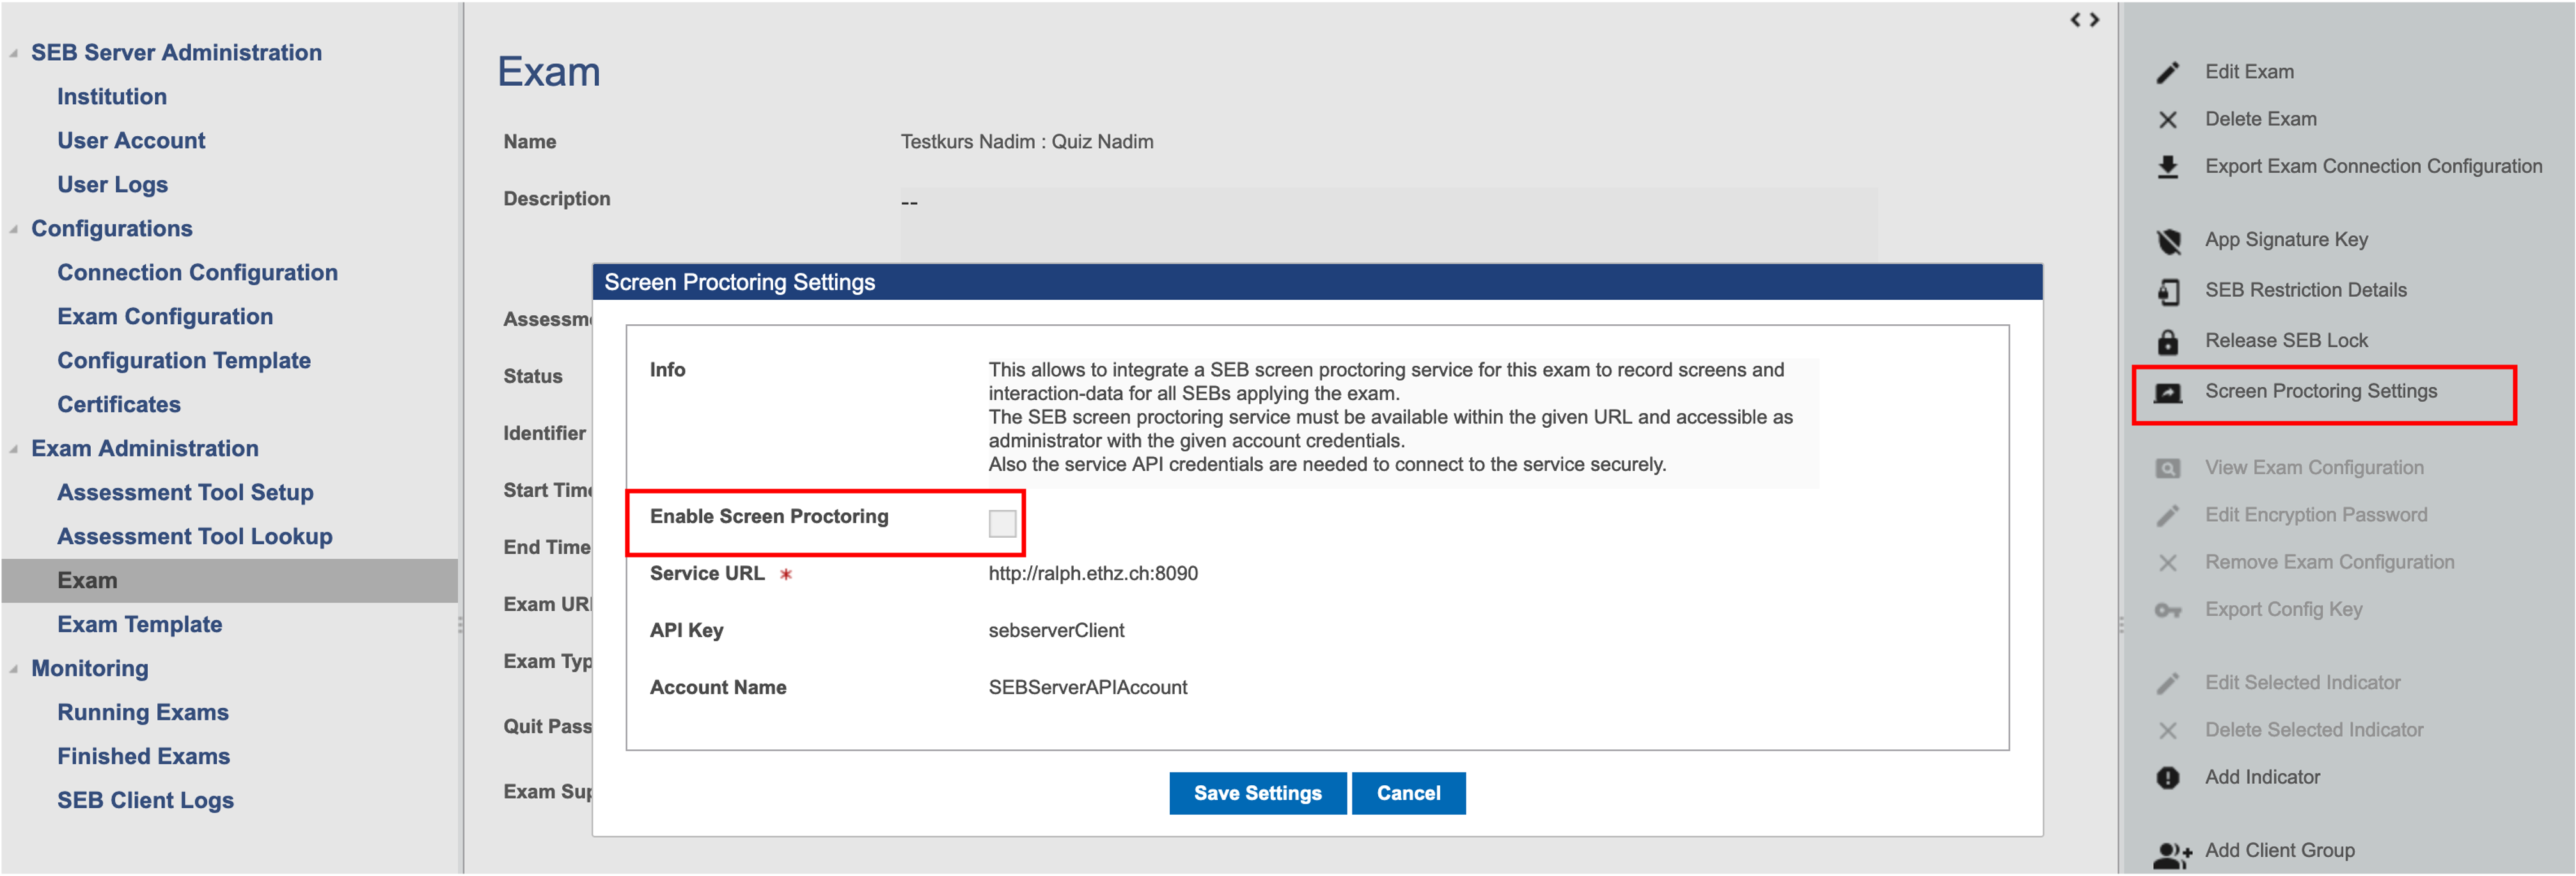 SEB Server Administration
Institution
User Account
User Logs
Configurations
Connection Configuration
Exam Configuration
Configuration Template
Certificates
Exam Administration
Assessment Tool Setup
Assessment Tool Lookup
Exam
Exam Template
Monitoring
Running Exams
Finished Exams
SEB Client Logs
Exam
Name Testkurs Nadim : Quiz Nadim
Description --
Assessm
Status
Identifier
Start Time
End Time
Exam UR
Exam Typ
Quit Pass
Exam Sup
Screen Proctoring Settings
Info
This allows to integrate a SEB screen proctoring service for this exam to record screens and
interaction-data for all SEBs applying the exam.
The SEB screen proctoring service must be available within the given URL and accessible as
administrator with the given account credentials.
Also the service API credentials are needed to connect to the service securely.
Enable Screen Proctoring
Service URL * http://ralph.ethz.ch:8090
API Key sebserverClient
Account Name SEBServerAPIAccount
Save Settings Cancel
Edit Exam
Delete Exam
Export Exam Connection Configuration
App Signature Key
SEB Restriction Details
Release SEB Lock
Screen Proctoring Settings
View Exam Configuration
Edit Encryption Password
Remove Exam Configuration
Export Config Key
Edit Selected Indicator
Delete Selected Indicator
Add Indicator
Add Client Group